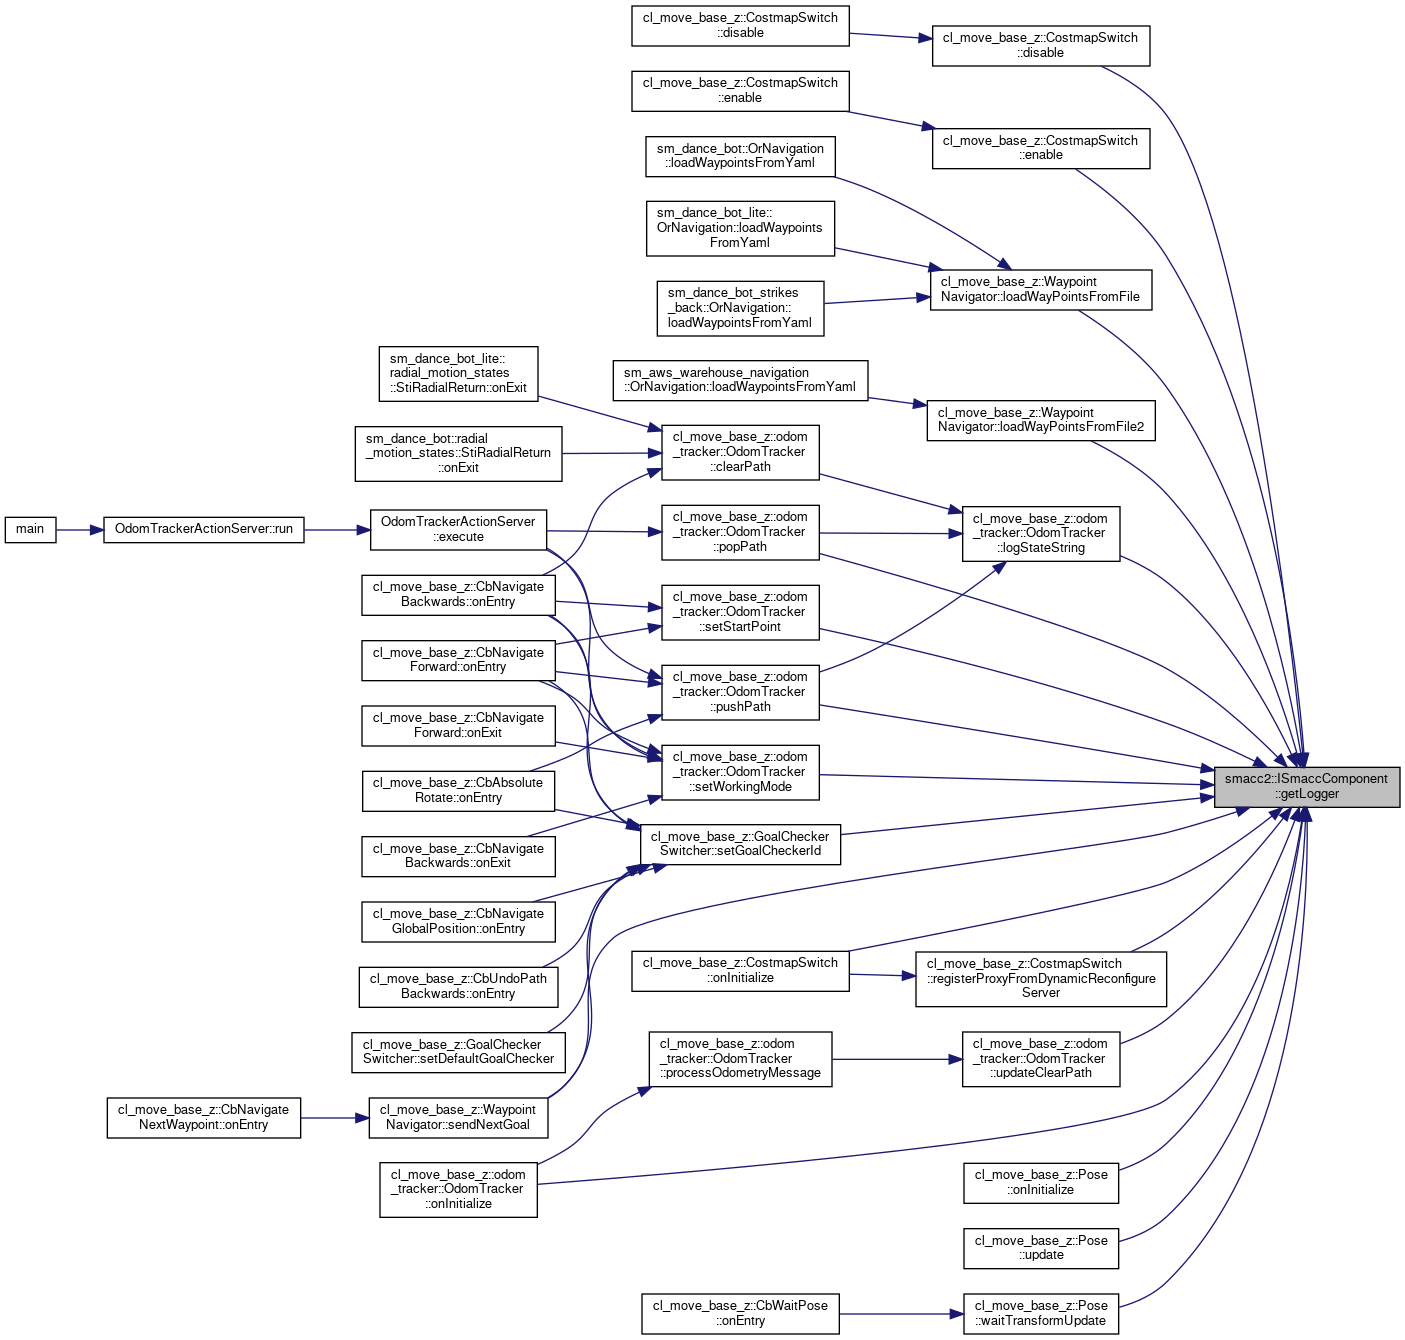 cl_move_base_z::CostmapSwitch
::disable
cl_move_base_z::CostmapSwitch
::disable
cl_move_base_z::CostmapSwitch
::enable
cl_move_base_z::CostmapSwitch
::enable
sm_dance_bot::OrNavigation
::loadWaypointsFromYaml
sm_dance_bot_lite::
OrNavigation::loadWaypoints
FromYaml
cl_move_base_z::Waypoint
Navigator::loadWayPointsFromFile
sm_dance_bot_strikes
_back::OrNavigation::
loadWaypointsFromYaml
sm_dance_bot_lite::
radial_motion_states
::StiRadialReturn::onExit
sm_aws_warehouse_navigation
::OrNavigation::loadWaypointsFromYaml
cl_move_base_z::Waypoint
Navigator::loadWayPointsFromFile2
sm_dance_bot::radial
_motion_states::StiRadialReturn
::onExit
cl_move_base_z::odom
_tracker::OdomTracker
::clearPath
main
OdomTrackerActionServer::run
OdomTrackerActionServer
::execute
cl_move_base_z::odom
_tracker::OdomTracker
::popPath
cl_move_base_z::odom
_tracker::OdomTracker
::logStateString
cl_move_base_z::CbNavigate
Backwards::onEntry
cl_move_base_z::odom
_tracker::OdomTracker
::setStartPoint
cl_move_base_z::CbNavigate
Forward::onEntry
cl_move_base_z::odom
_tracker::OdomTracker
::pushPath
cl_move_base_z::CbNavigate
Forward::onExit
cl_move_base_z::odom
_tracker::OdomTracker
::setWorkingMode
smacc2::ISmaccComponent
::getLogger
cl_move_base_z::CbAbsolute
Rotate::onEntry
cl_move_base_z::CbNavigate
Backwards::onExit
cl_move_base_z::GoalChecker
Switcher::setGoalCheckerId
cl_move_base_z::CbNavigate
GlobalPosition::onEntry
cl_move_base_z::CbUndoPath
Backwards::onEntry
cl_move_base_z::CostmapSwitch
::onInitialize
cl_move_base_z::CostmapSwitch
::registerProxyFromDynamicReconfigure
Server
cl_move_base_z::GoalChecker
Switcher::setDefaultGoalChecker
cl_move_base_z::odom
_tracker::OdomTracker
::processOdometryMessage
cl_move_base_z::odom
_tracker::OdomTracker
::updateClearPath
cl_move_base_z::CbNavigate
NextWaypoint::onEntry
cl_move_base_z::Waypoint
Navigator::sendNextGoal
cl_move_base_z::odom
_tracker::OdomTracker
::onInitialize
cl_move_base_z::Pose
::onInitialize
cl_move_base_z::Pose
::update
cl_move_base_z::CbWaitPose
::onEntry
cl_move_base_z::Pose
::waitTransformUpdate